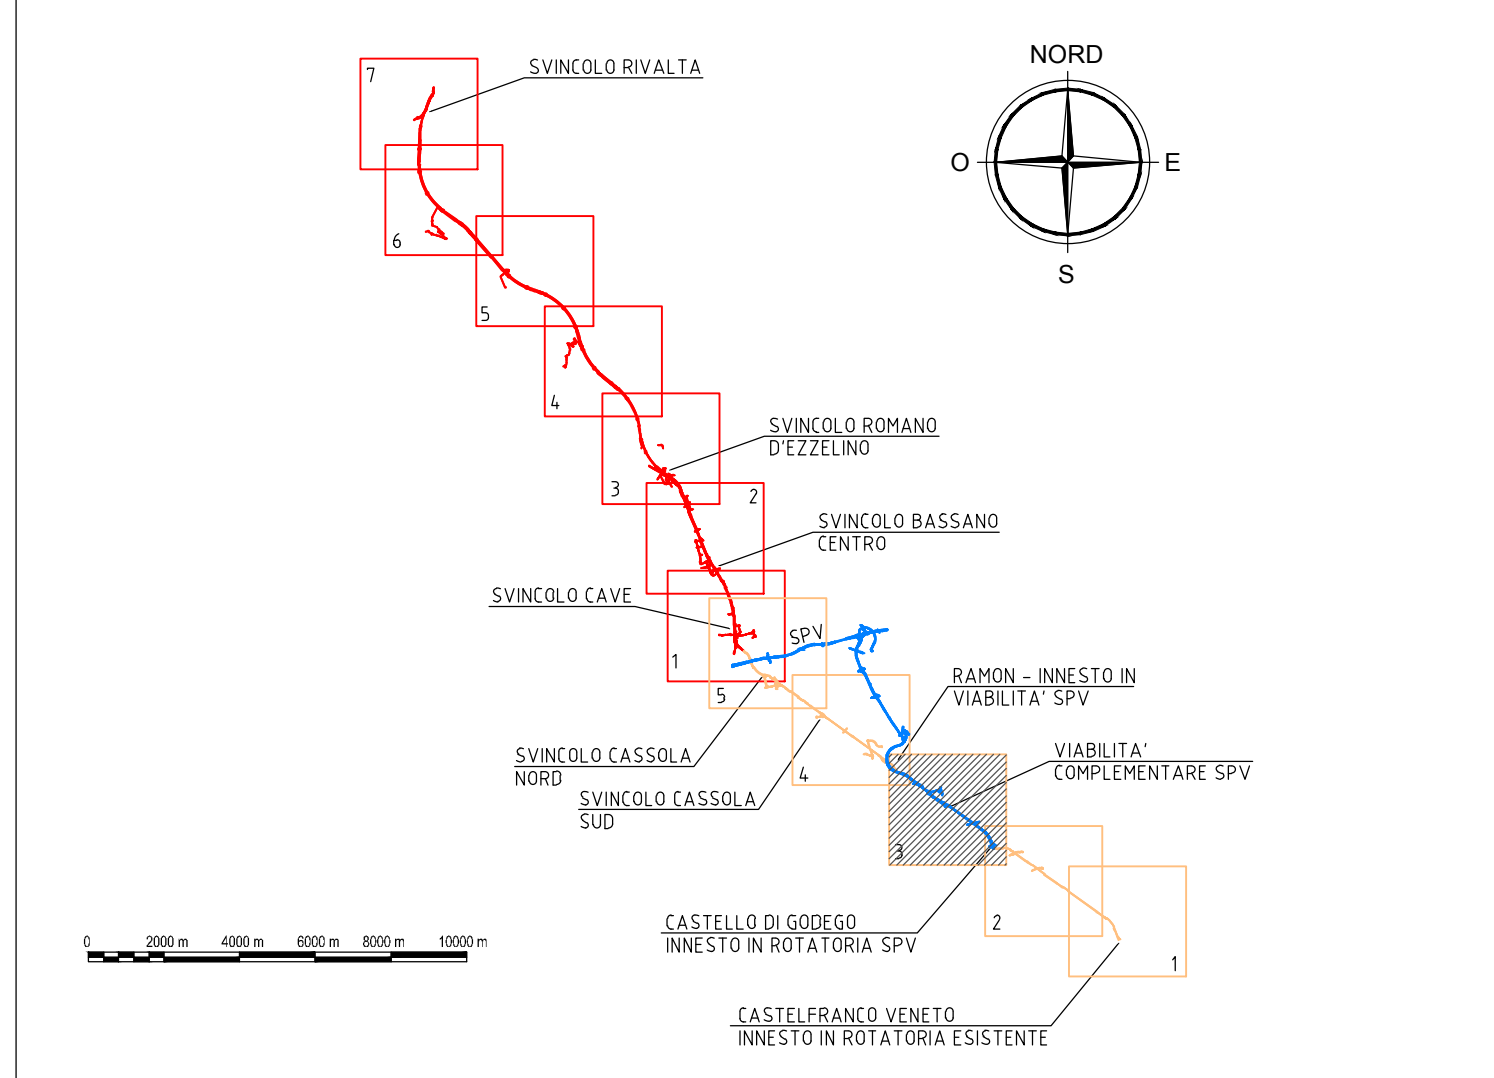 NORD
7
SVINCOLO RIVALTA
O
E
6
S
5
4
SVINCOLO ROMANO
D'EZZELINO
3
2
SVINCOLO BASSANO
CENTRO
SVINCOLO CAVE
SPV
1
RAMON - INNESTO IN
VIABILITA' SPV
5
SVINCOLO CASSOLA
NORD
VIABILITA'
COMPLEMENTARE SPV
4
SVINCOLO CASSOLA
SUD
3
CASTELLO DI GODEGO
INNESTO IN ROTATORIA SPV
2
0 2000 m 4000 m 6000 m 8000 m 10000 m
1
CASTELFRANCO VENETO
INNESTO IN ROTATORIA ESISTENTE